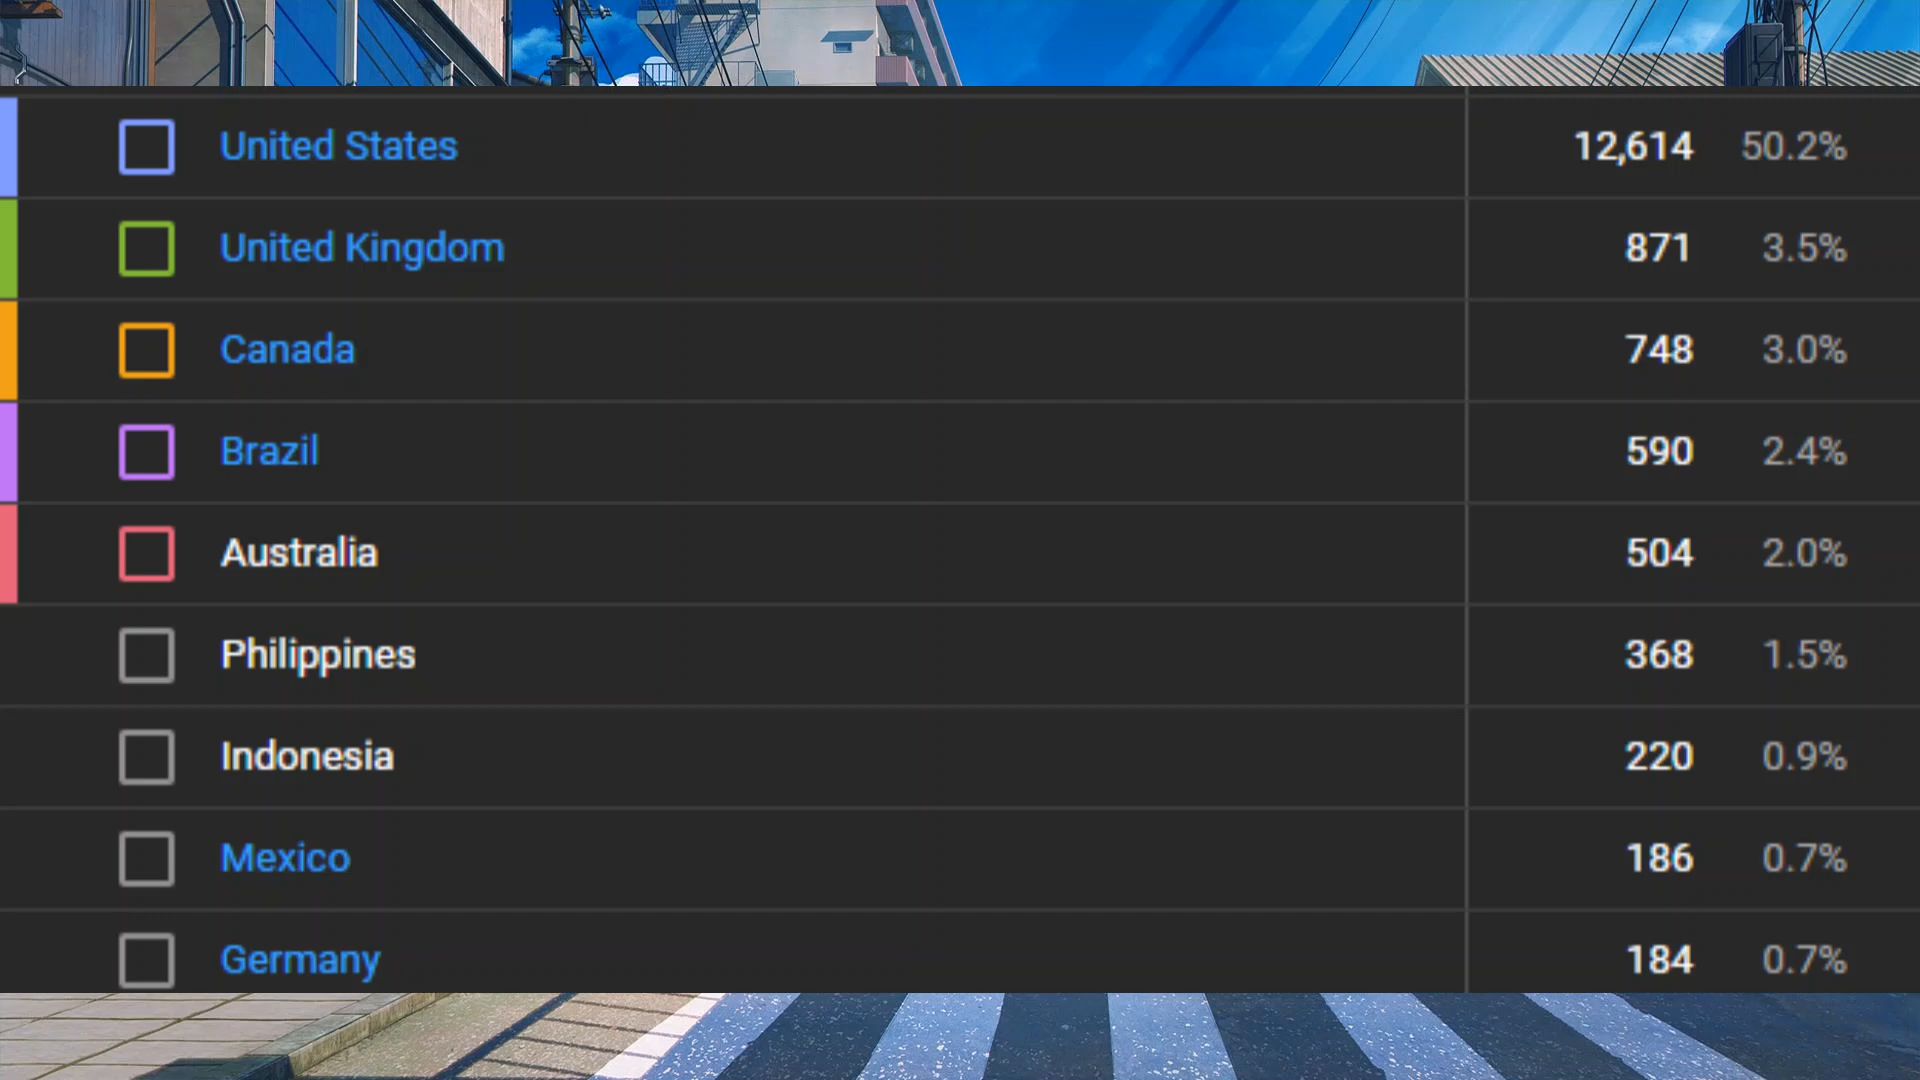 United States 12,614 50.2%
United Kingdom 871 3.5%
Canada 748 3.0%
Brazil 590 2.4%
Australia 504 2.0%
Philippines 368 1.5%
Indonesia 220 0.9%
Mexico 186 0.7%
Germany 184 0.7%